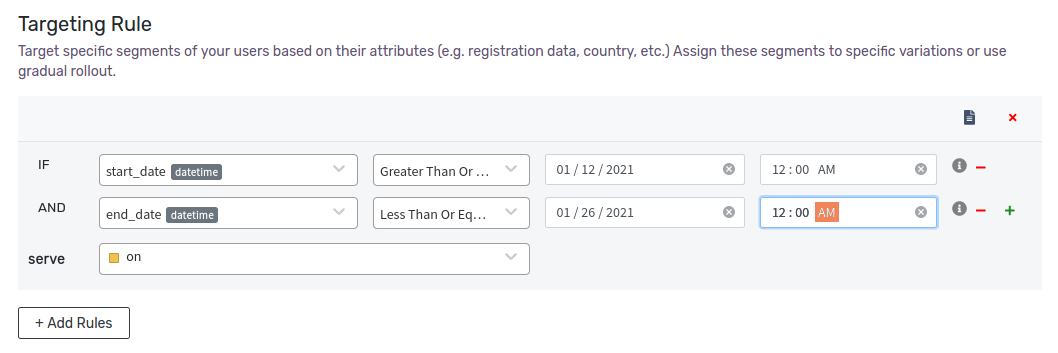 Targeting Rule
Target specific segments of your users based on their attributes (e.g. registration data, country, etc.) Assign these segments to specific variations or use
gradual rollout.
IF start_date datetime Greater Than Or ... 01 / 12 / 2021 12 : 00 AM
AND end_date datetime Less Than Or Eq... 01 / 26 / 2021 12 : 00 AM
serve on
+ Add Rules